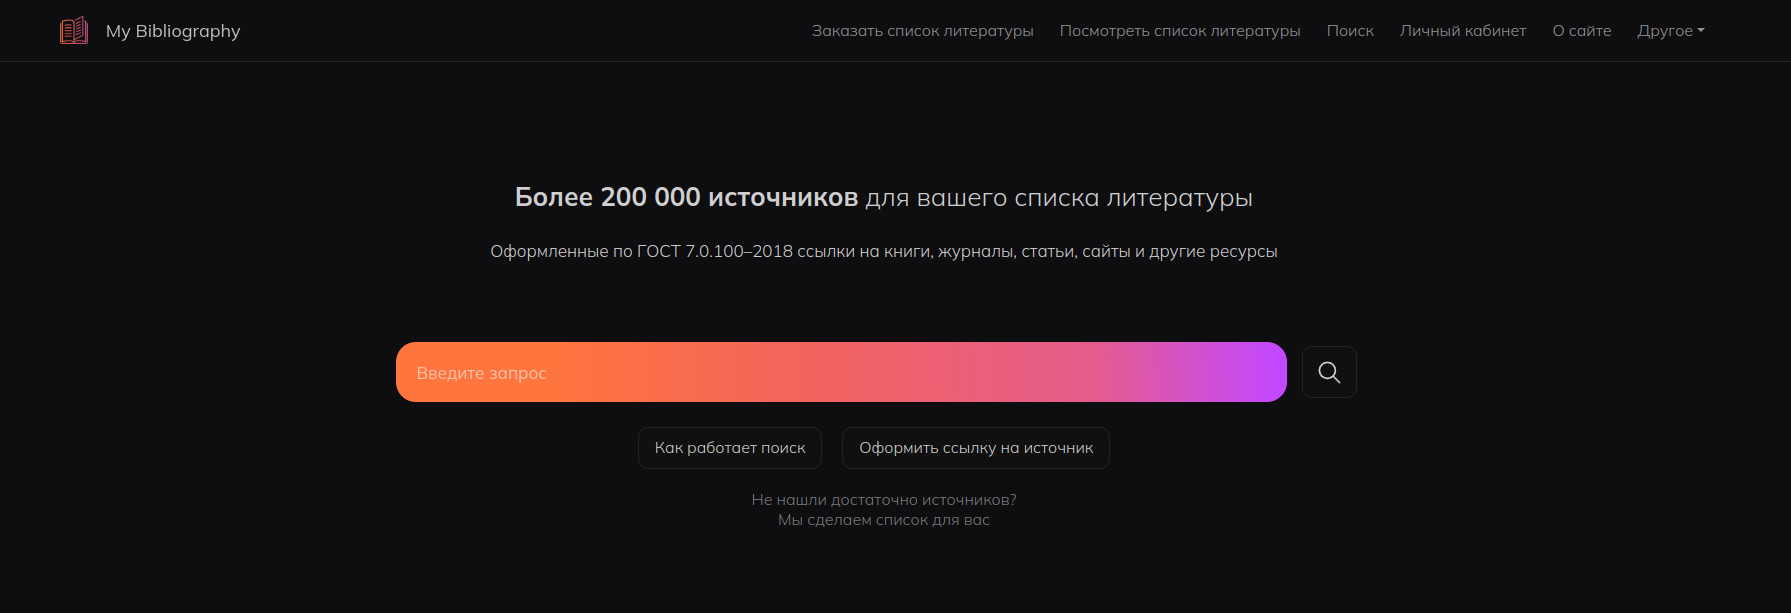 My Bibliography
Заказать список литературы Посмотреть список литературы Поиск Личный кабинет О сайте Другое
Более 200 000 источников для вашего списка литературы
Оформленные по ГОСТ 7.0.100–2018 ссылки на книги, журналы, статьи, сайты и другие ресурсы
Введите запрос
Как работает поиск
Оформить ссылку на источник
Не нашли достаточно источников?
Мы сделаем список для вас